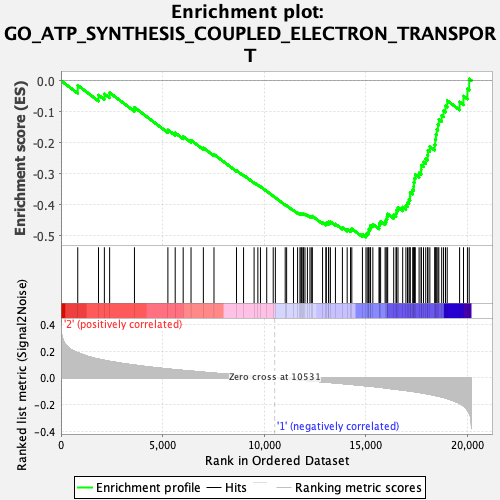 Enrichment plot:
GO_ATP_SYNTHESIS_COUPLED_ELECTRON_TRANSPOR
T
Enrichment score (ES)
0.0
-0.1
-0.2
-0.3
-0.4
-0.5
'2' (positively correlated)
Ranked list metric (Signal2Noise)
0.4
0.2
0.0
-0.2
-0.4
Zero cross at 10531
'1' (negatively correlated)
0
5,000
10,000
15,000
20,000
Rank in Ordered Dataset
Enrichment profile
Hits
Ranking metric scores